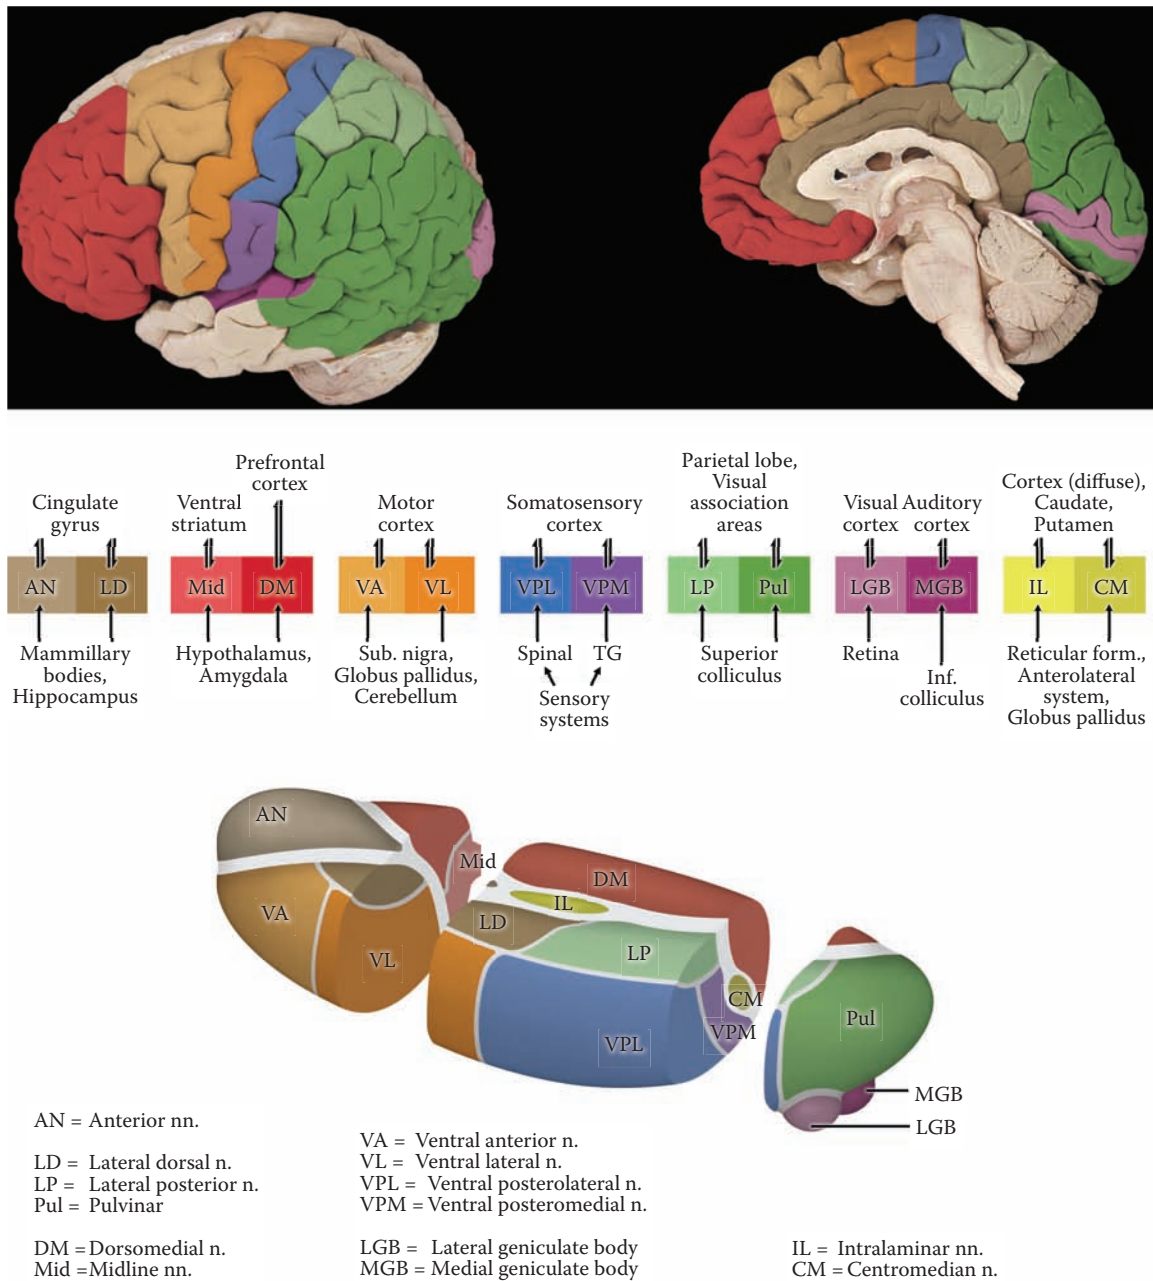 Cingulate
gyrus
Ventral
striatum
Prefrontal
cortex
Motor
cortex
Somatosensory
cortex
Parietal lobe,
Visual
association
areas
Visual
cortex
Auditory
cortex
Cortex (diffuse),
Caudate,
Putamen
AN LD Mid DM VA VL VPL VPM LP Pul LGB MGB IL CM
Mammillary
bodies,
Hippocampus
Hypothalamus,
Amygdala
Sub. nigra,
Globus pallidus,
Cerebellum
Spinal TG
Sensory
systems
Superior
colliculus
Retina
Inf.
colliculus
Reticular form.,
Anterolateral
system,
Globus pallidus
AN
Mid
DM
IL
VA
LD
VL
LP
CM
Pul
VPM
VPL
MGB
LGB
AN = Anterior nn.
LD = Lateral dorsal n.
LP = Lateral posterior n.
Pul = Pulvinar
DM = Dorsomedial n.
Mid = Midline nn.
VA = Ventral anterior n.
VL = Ventral lateral n.
VPL = Ventral posterolateral n.
VPM = Ventral posteromedial n.
LGB = Lateral geniculate body
MGB = Medial geniculate body
IL = Intralaminar nn.
CM = Centromedian n.